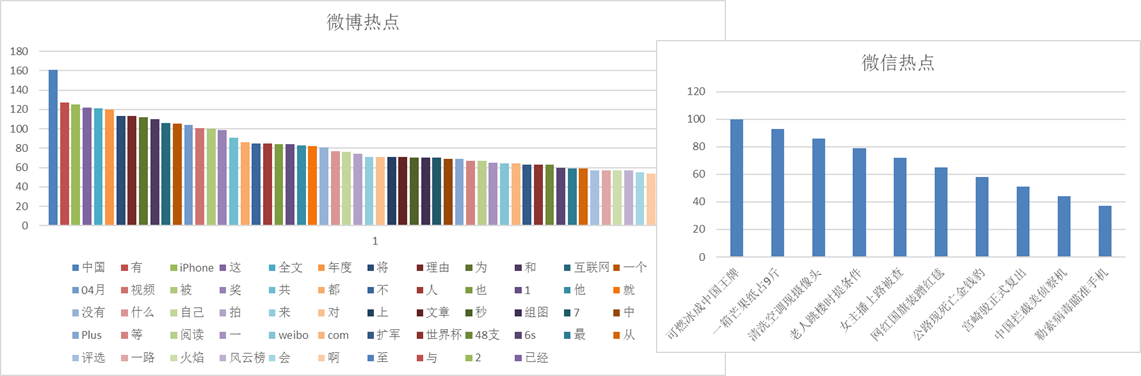 微博热点
180
160
140
120
100
80
60
40
20
0
1
中国 有 iPhone 这 全文 年度 将 理由 为 和 互联网 一个
04月 视频 被 奖 共 都 不 人 也 1 他 就
没有 什么 自己 拍 来 对 上 文章 秒 组图 7 中
Plus 等 阅读 一 weibo com 扩军 世界杯 48支 6s 最 从
评选 一路 火焰 风云榜 会 啊 至 与 2 已经
微信热点
120
100
80
60
40
20
0
可燃冰成中国王牌
一箱芒果纸占9斤
清洗空调现摄像头
老人跳楼时提条件
女主播上路被查
网红国旗装蹭红毯
公路现死亡金钱豹
宫崎骏正式复出
中国拦截美侦察机
勒索病毒瞄准手机